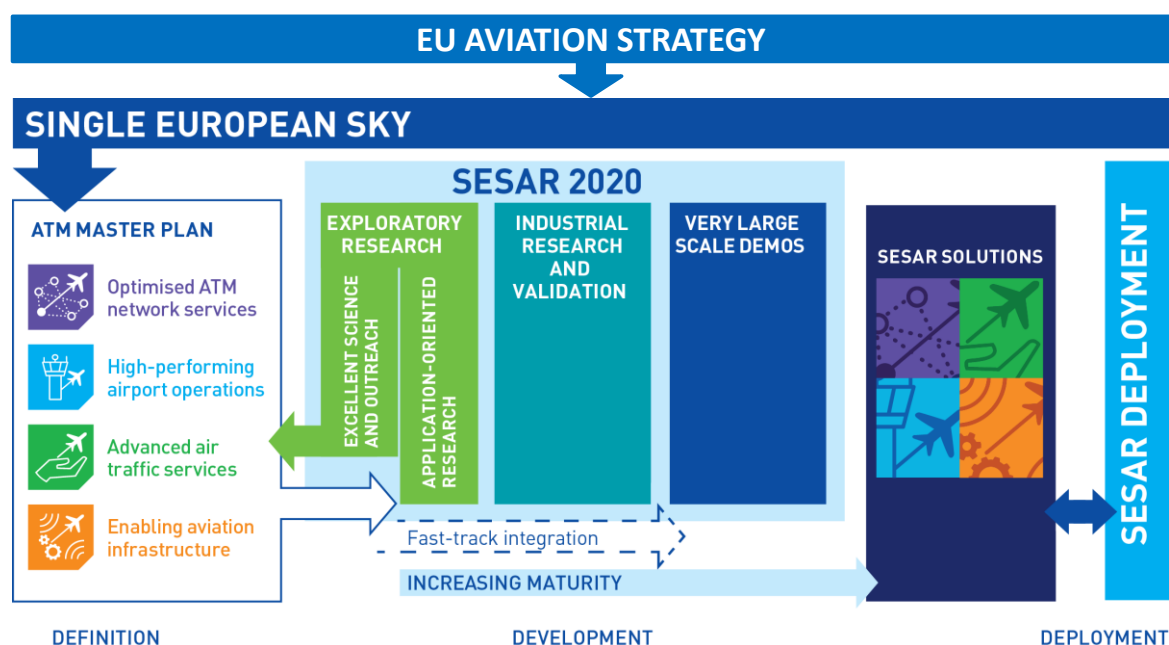 EU AVIATION STRATEGY
SINGLE EUROPEAN SKY
ATM MASTER PLAN
Optimised ATM
network services
High-performing
airport operations
Advanced air
traffic services
Enabling aviation
infrastructure
SESAR 2020
EXPLORATORY
RESEARCH
EXCELLENT SCIENCE
AND OUTREACH
APPLICATION-ORIENTED
RESEARCH
INDUSTRIAL
RESEARCH
AND
VALIDATION
VERY LARGE
SCALE DEMOS
Fast-track integration
INCREASING MATURITY
SESAR SOLUTIONS
SESAR DEPLOYMENT
DEFINITION
DEVELOPMENT
DEPLOYMENT